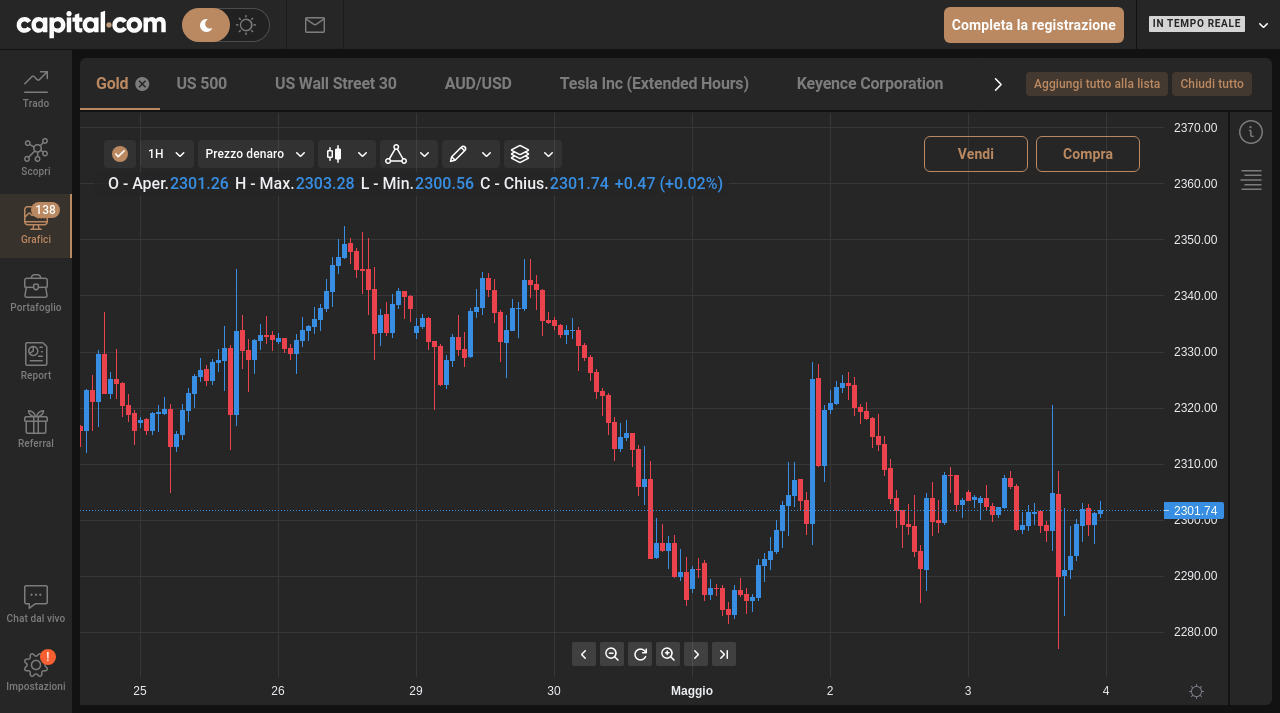 capital.com
Completa la registrazione
IN TEMPO REALE
Trado
Scopri
138
Grafici
Portafoglio
Report
Referral
Chat dal vivo
!
Impostazioni
Gold
US 500
US Wall Street 30
AUD/USD
Tesla Inc (Extended Hours)
Keyence Corporation
Aggiungi tutto alla lista
Chiudi tutto
1H
Prezzo denaro
Vendi
Compra
O - Aper.2301.26 H - Max.2303.28 L - Min.2300.56 C - Chius.2301.74 +0.47 (+0.02%)
2370.00
2360.00
2350.00
2340.00
2330.00
2320.00
2310.00
2301.74
2300.00
2290.00
2280.00
25
26
29
30
Maggio
2
3
4